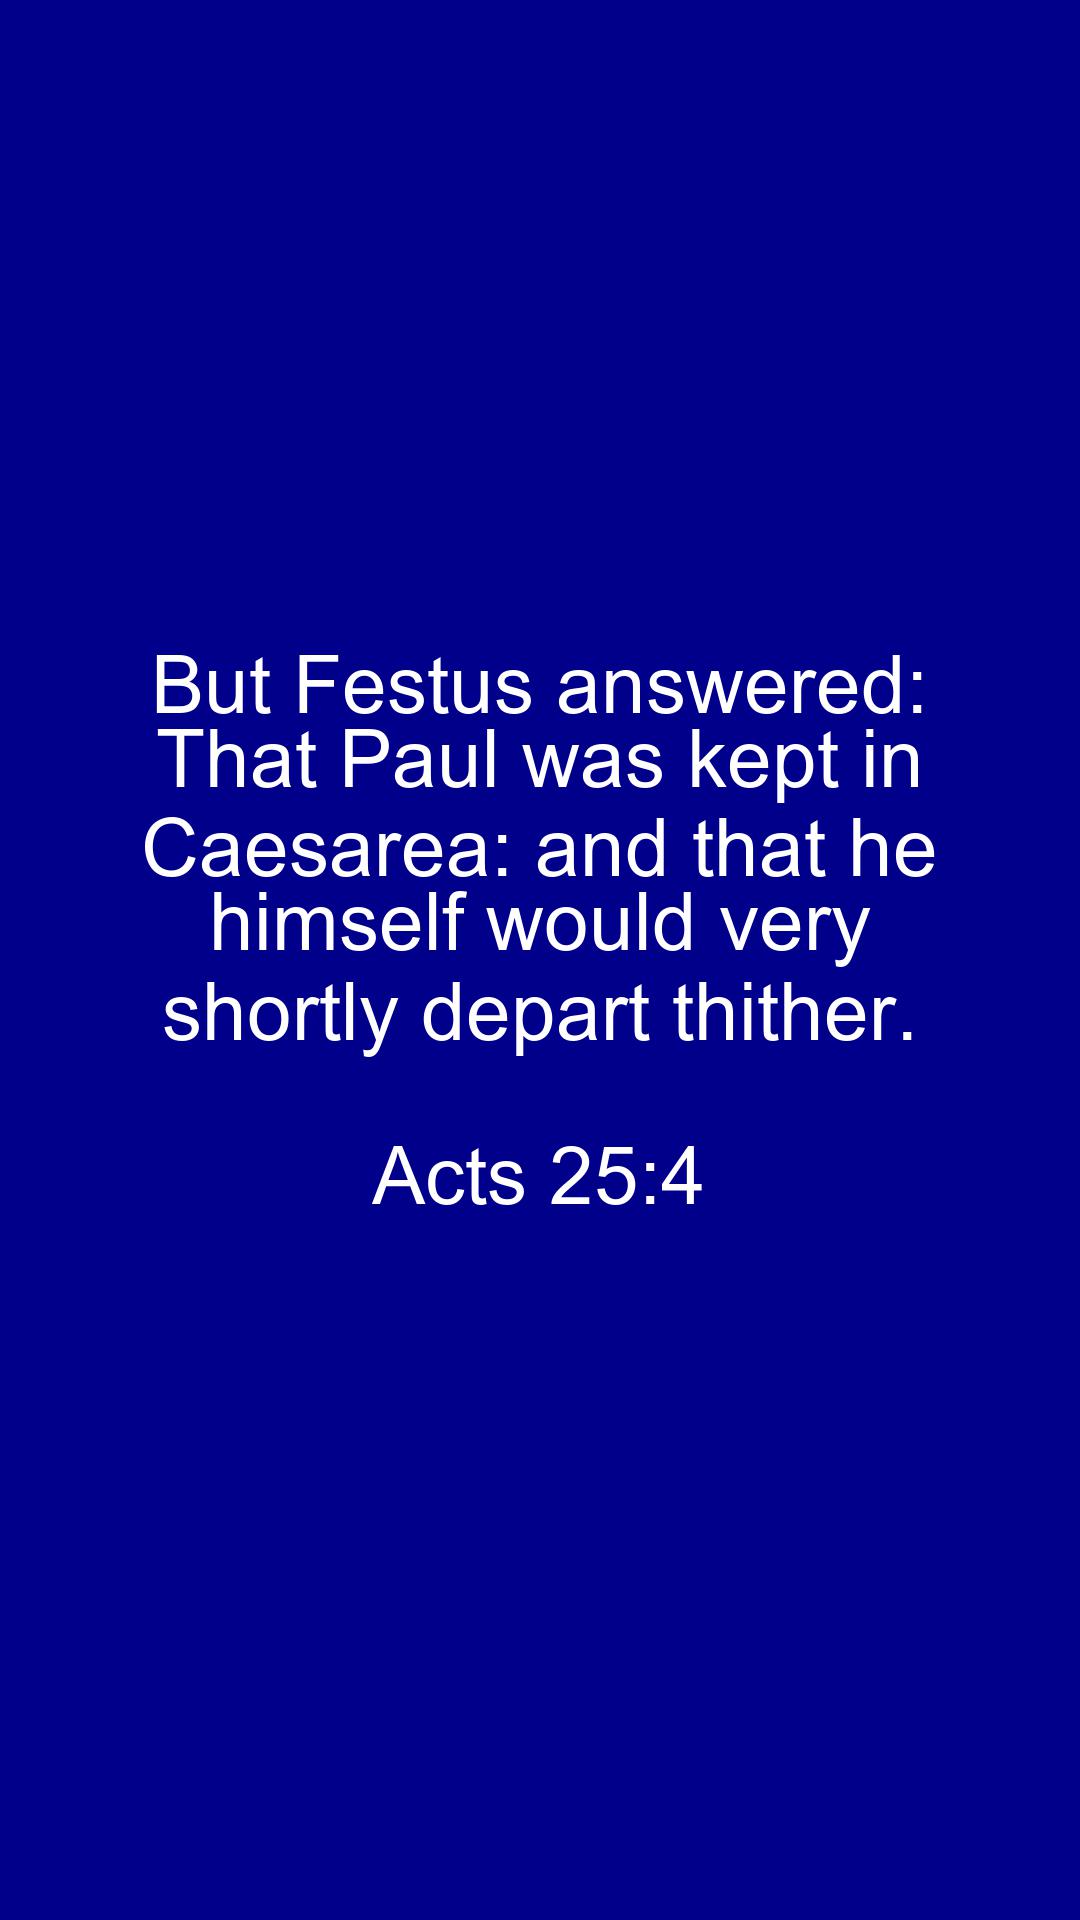 But Festus answered:
That Paul was kept in
Caesarea: and that he
himself would very
shortly depart thither.
Acts 25:4